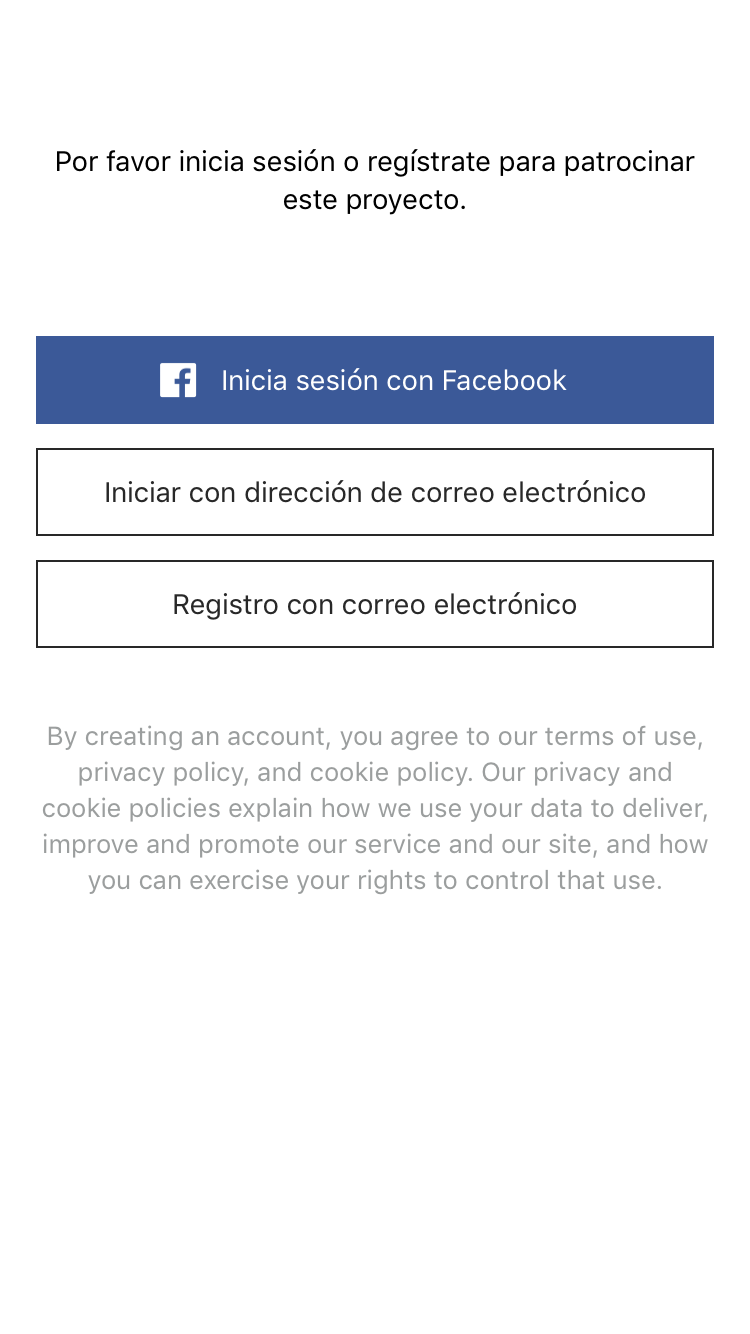 Por favor inicia sesión o regístrate para patrocinar
este proyecto.
Inicia sesión con Facebook
Iniciar con dirección de correo electrónico
Registro con correo electrónico
By creating an account, you agree to our terms of use,
privacy policy, and cookie policy. Our privacy and
cookie policies explain how we use your data to deliver,
improve and promote our service and our site, and how
you can exercise your rights to control that use.